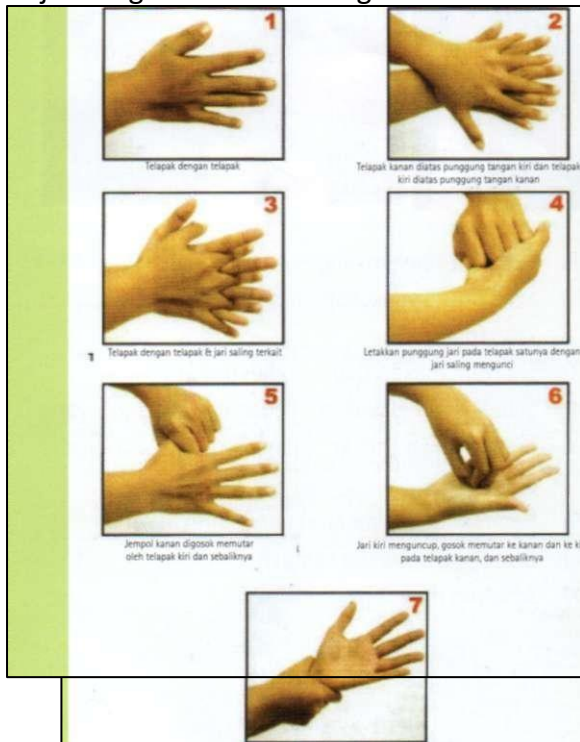 1
2
Telapak dengan telapak
Telapak kanan diatas punggung tangan kiri dan telapak
kiri diatas punggung tangan kanan
3
4
1
Telapak dengan telapak & jari saling terkait
Letakkan punggung jari pada telapak satunya dengan
jari saling mengunci
5
6
Jempol kanan digosok memutar
oleh telapak kiri dan sebaliknya
Jari kiri menguncup, gosok memutar ke kanan dan ke
pada telapak kanan, dan sebaliknya
7